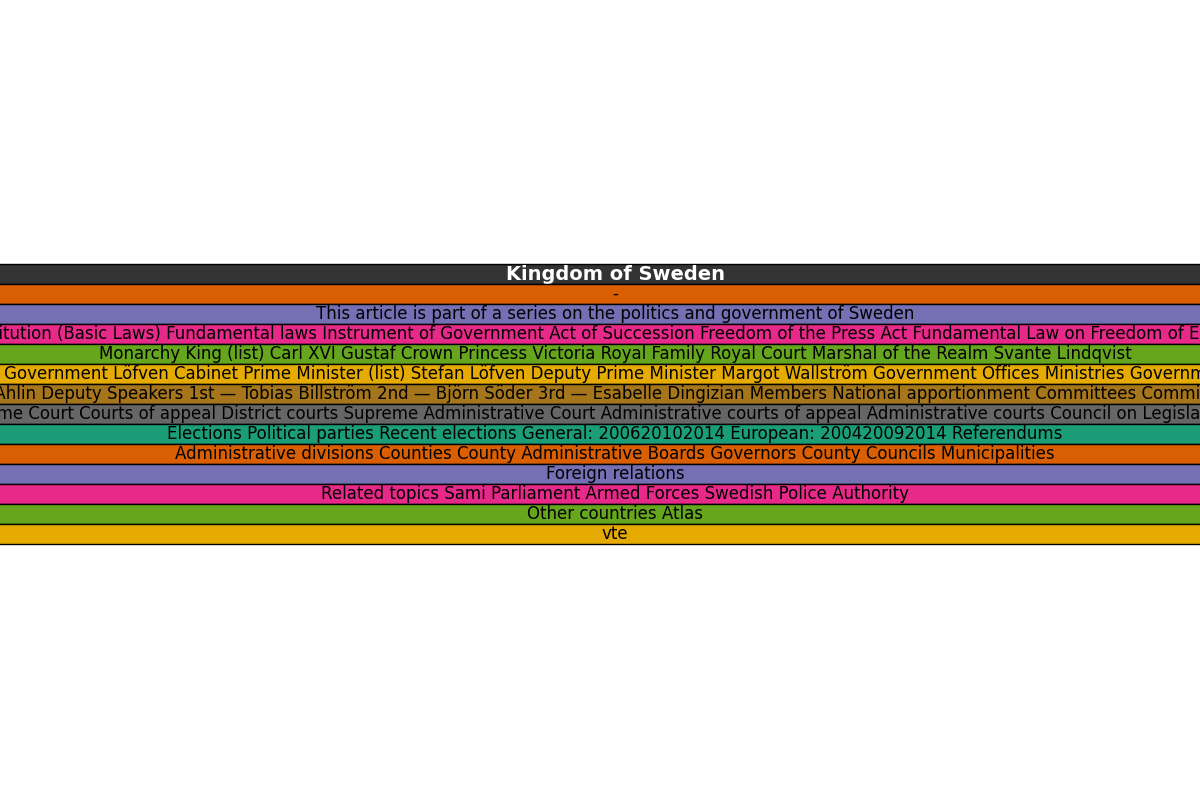 Kingdom of Sweden
-
This article is part of a series on the politics and government of Sweden
(Basic Laws) Fundamental laws Instrument of Government Act of Succession Freedom of the Press Act Fundamental Law on Freedom of
Monarchy King (list) Carl XVI Gustaf Crown Princess Victoria Royal Family Royal Court Marshal of the Realm Svante Lindqvist
Government Löfven Cabinet Prime Minister (list) Stefan Löfven Deputy Prime Minister Margot Wallström Government Offices Ministries
Ahlin Deputy Speakers 1st — Tobias Billström 2nd — Björn Söder 3rd — Esabelle Dingizian Members National apportionment Committees
Court Courts of appeal District courts Supreme Administrative Court Administrative courts of appeal Administrative courts Council on
Elections Political parties Recent elections General: 200620102014 European: 200420092014 Referendums
Administrative divisions Counties County Administrative Boards Governors County Councils Municipalities
Foreign relations
Related topics Sami Parliament Armed Forces Swedish Police Authority
Other countries Atlas
vte